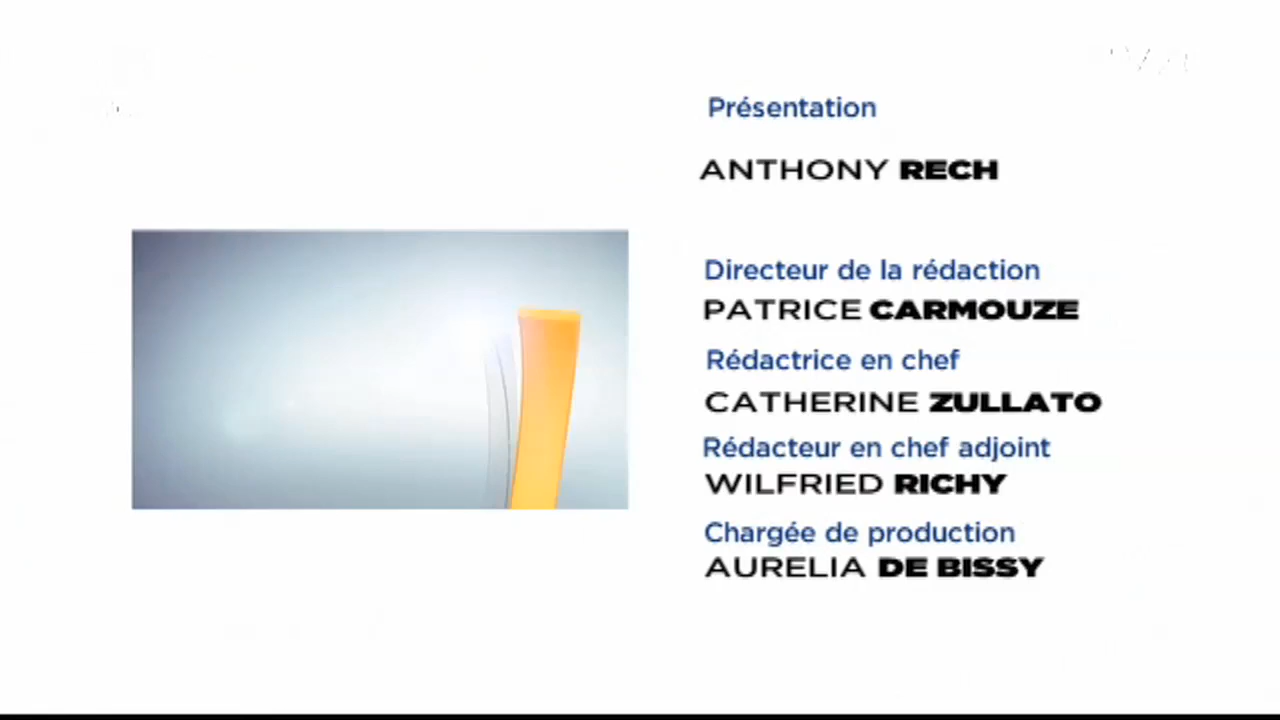 Présentation
ANTHONY RECH
Directeur de la rédaction
PATRICE CARMOUZE
Rédactrice en chef
CATHERINE ZULLATO
Rédacteur en chef adjoint
WILFRIED RICHY
Chargée de production
AURELIA DE BISSY